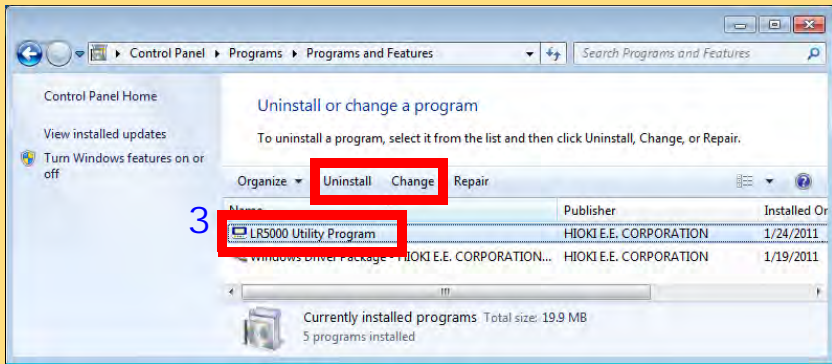 Control Panel ▸ Programs ▸ Programs and Features
Search Programs and Features
Control Panel Home
View installed updates
Turn Windows features on or
off
Uninstall or change a program
To uninstall a program, select it from the list and then click Uninstall, Change, or Repair.
Organize Uninstall Change Repair
Name Publisher Installed On
3
LR5000 Utility Program HIOKI E.E. CORPORATION 1/24/2011
Windows Driver Package - HIOKI E.E. CORPORATION... HIOKI E.E. CORPORATION 1/19/2011
Currently installed programs Total size: 19.9 MB
5 programs installed